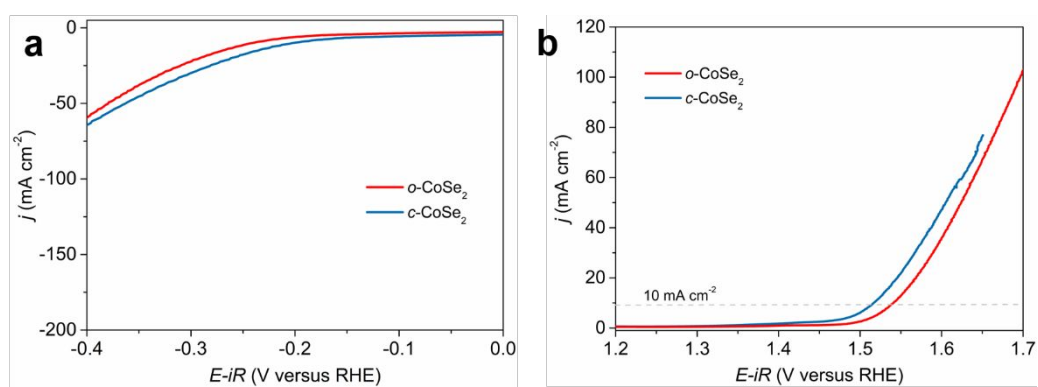 a
0
-50
-100
-150
-200
j (mA cm⁻²)
o-CoSe₂
c-CoSe₂
-0.4 -0.3 -0.2 -0.1 0.0
E-iR (V versus RHE)
b
120
100
80
60
40
20
0
j (mA cm⁻²)
o-CoSe₂
c-CoSe₂
10 mA cm⁻²
1.2 1.3 1.4 1.5 1.6 1.7
E-iR (V versus RHE)